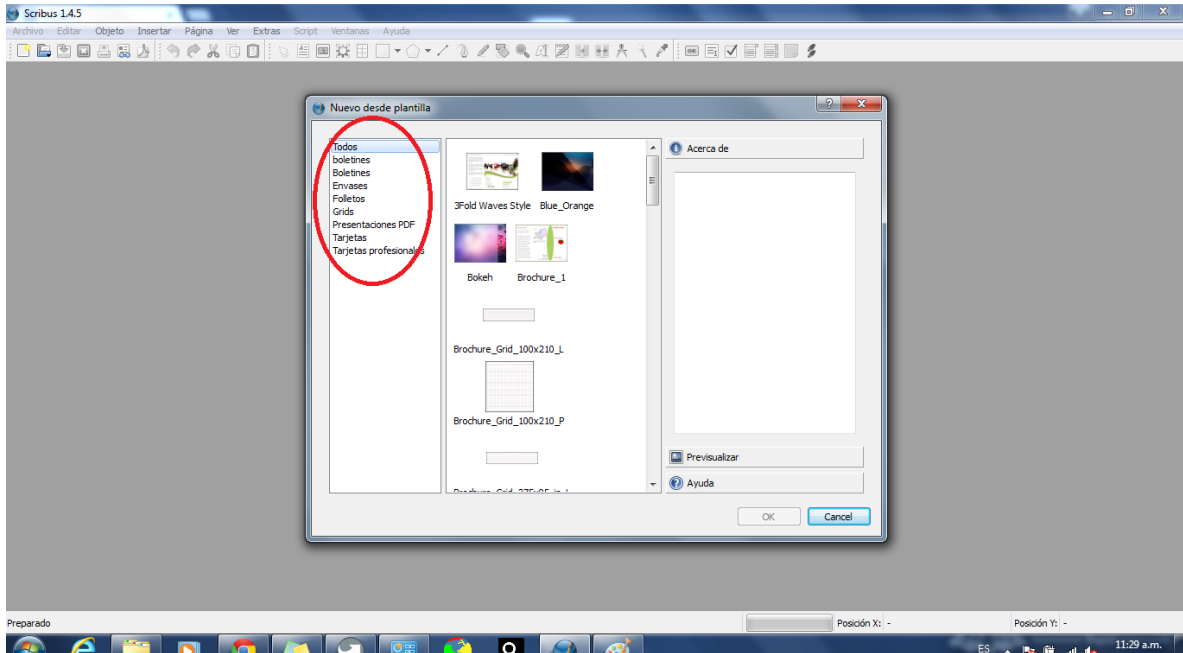 Scribus 1.4.5
Archivo Editar Objeto Insertar Página Ver Extras Script Ventanas Ayuda
Nuevo desde plantilla
Todos
boletines
Boletines
Envases
Folletos
Grids
Presentaciones PDF
Tarjetas
Tarjetas profesionales
3Fold Waves Style Blue_Orange
Bokeh Brochure_1
Brochure_Grid_100x210_L
Brochure_Grid_100x210_P
Acerca de
Previsualizar
Ayuda
OK Cancel
Preparado
Posición X: - Posición Y: -
ES 11:29 a.m.